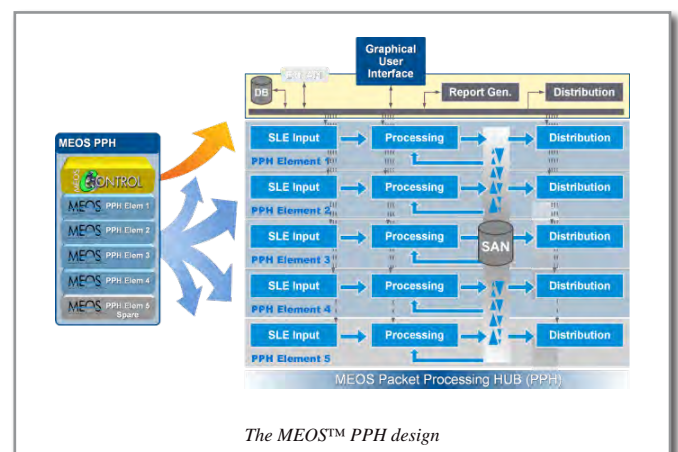 Graphical
User
Interface
DB
Report Gen.
Distribution
MEOS PPH
MEOS CONTROL
MEOS PPH Elem 1
MEOS PPH Elem 2
MEOS PPH Elem 3
MEOS PPH Elem 4
MEOS PPH Elem 5
Spare
SLE Input
Processing
Distribution
PPH Element 1
SLE Input
Processing
Distribution
PPH Element 2
SLE Input
Processing
SAN
Distribution
PPH Element 3
SLE Input
Processing
Distribution
PPH Element 4
SLE Input
Processing
Distribution
PPH Element 5
MEOS Packet Processing HUB (PPH)
The MEOS™ PPH design